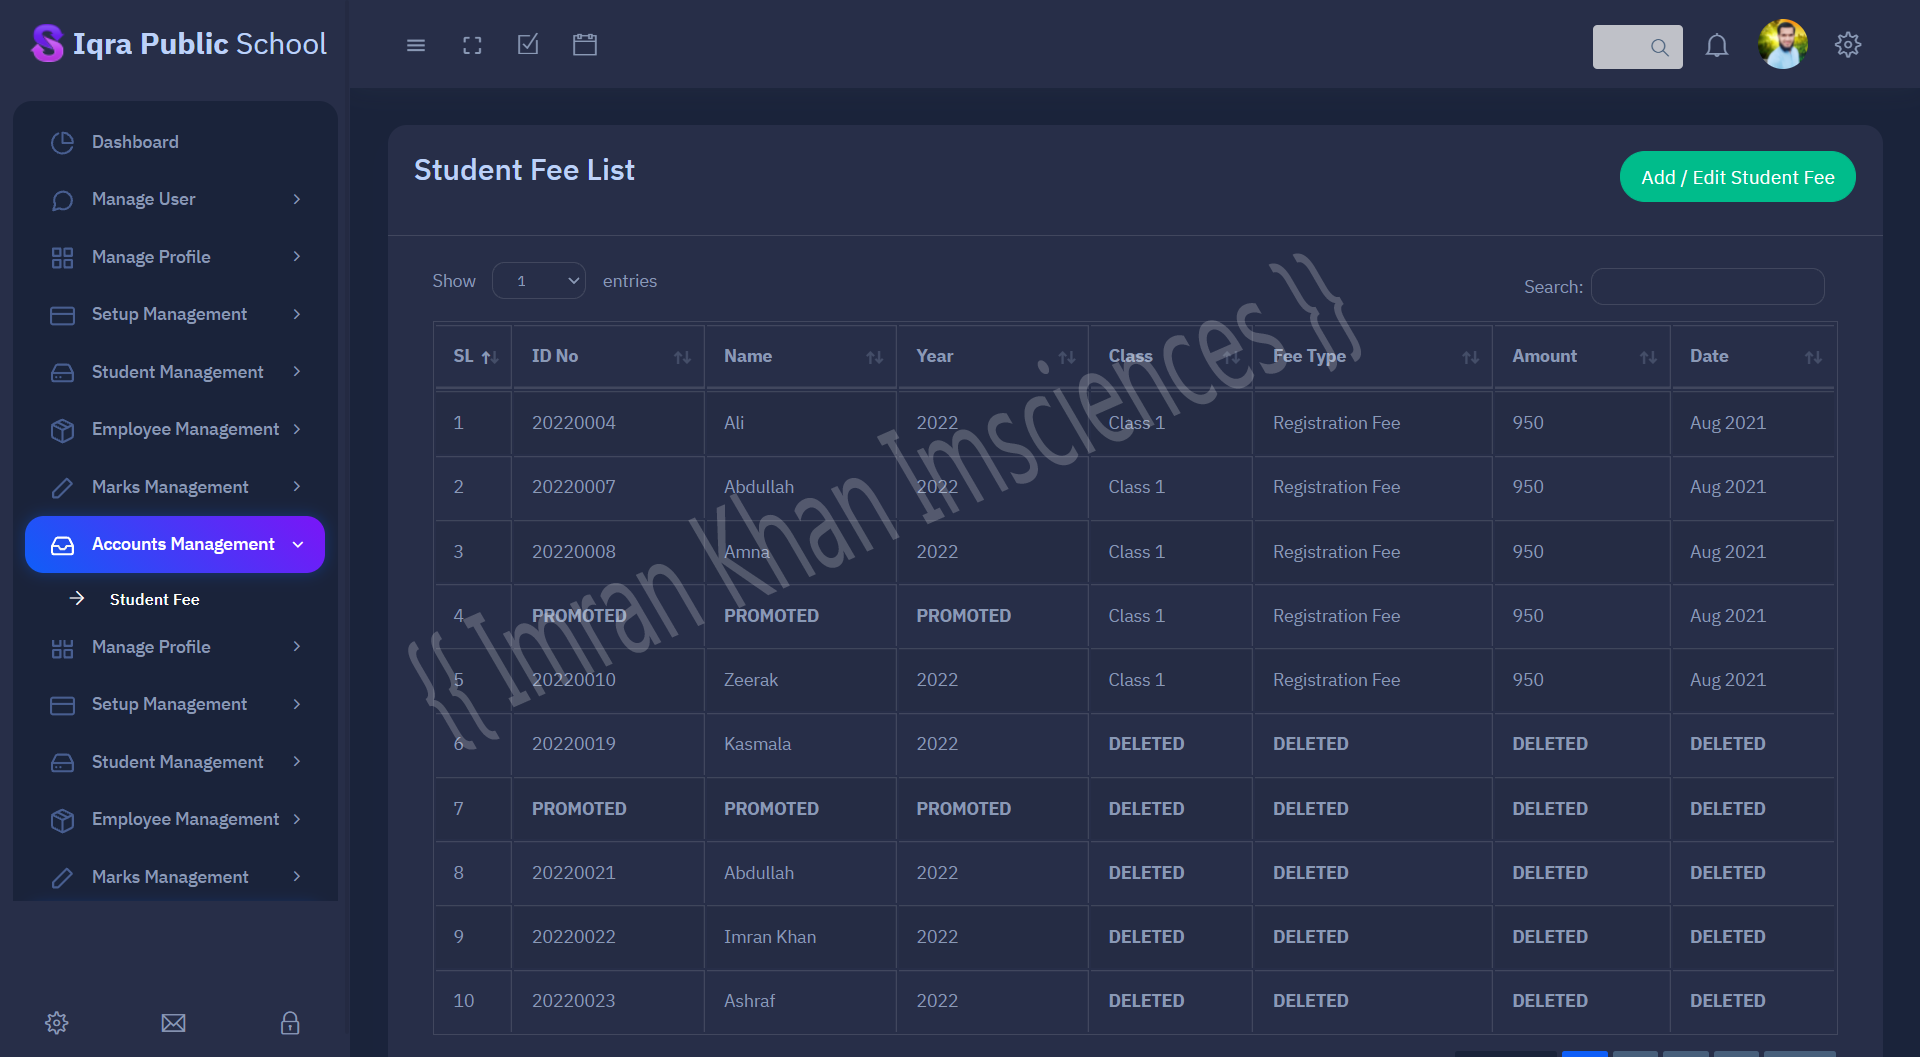 Iqra Public School
Dashboard
Manage User
Manage Profile
Setup Management
Student Management
Employee Management
Marks Management
Accounts Management
Student Fee
Manage Profile
Setup Management
Student Management
Employee Management
Marks Management
Student Fee List
Add / Edit Student Fee
Show 1 entries
Search:
SL ID No Name Year Class Fee Type Amount Date
1 20220004 Ali 2022 Class 1 Registration Fee 950 Aug 2021
2 20220007 Abdullah 2022 Class 1 Registration Fee 950 Aug 2021
3 20220008 Amna 2022 Class 1 Registration Fee 950 Aug 2021
4 PROMOTED PROMOTED PROMOTED Class 1 Registration Fee 950 Aug 2021
5 20220010 Zeerak 2022 Class 1 Registration Fee 950 Aug 2021
6 20220019 Kasmala 2022 DELETED DELETED DELETED DELETED
7 PROMOTED PROMOTED PROMOTED DELETED DELETED DELETED DELETED
8 20220021 Abdullah 2022 DELETED DELETED DELETED DELETED
9 20220022 Imran Khan 2022 DELETED DELETED DELETED DELETED
10 20220023 Ashraf 2022 DELETED DELETED DELETED DELETED
{{ Imran Khan Imsciences }}